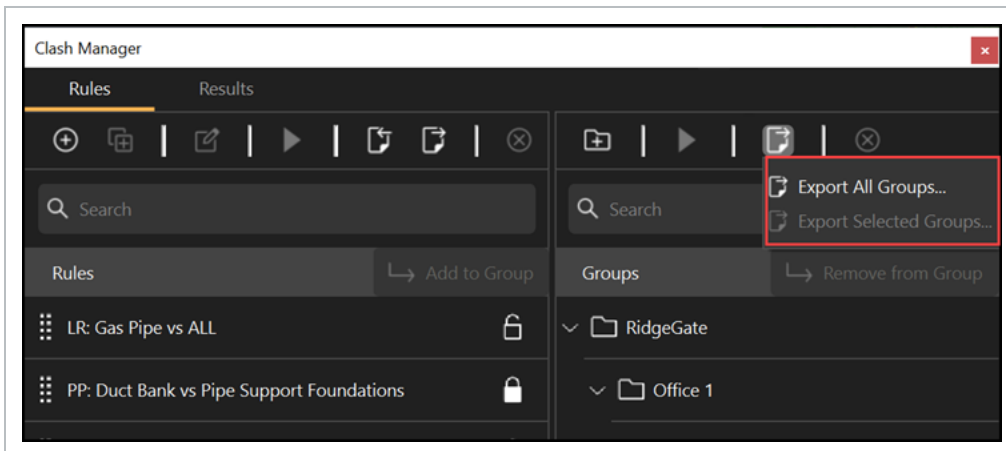 Clash Manager
Rules Results
Export All Groups...
Search Search Export Selected Groups...
Rules Add to Group Groups Remove from Group
LR: Gas Pipe vs ALL RidgeGate
PP: Duct Bank vs Pipe Support Foundations Office 1